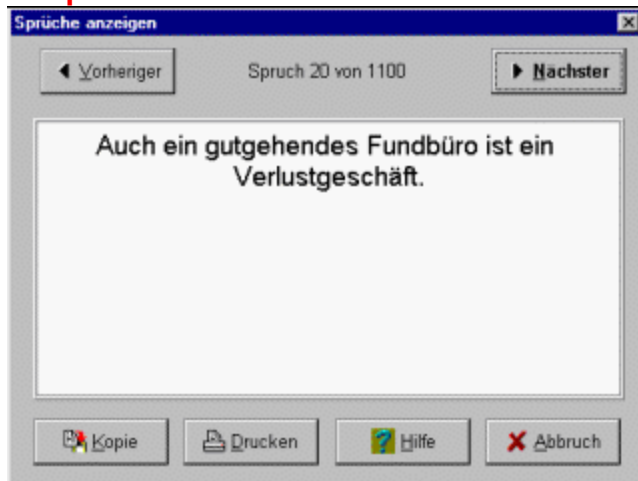 Sprüche anzeigen
Vorheriger
Spruch 20 von 1100
Nächster
Auch ein gutgehendes Fundbüro ist ein
Verlustgeschäft.
Kopie
Drucken
Hilfe
Abbruch